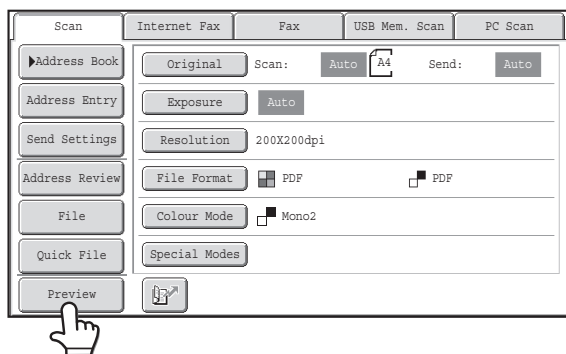 Scan Internet Fax Fax USB Mem. Scan PC Scan
Address Book Original Scan: Auto A4 Send: Auto
Address Entry Exposure Auto
Send Settings Resolution 200X200dpi
Address Review File Format PDF PDF
File Colour Mode Mono2
Quick File Special Modes
Preview